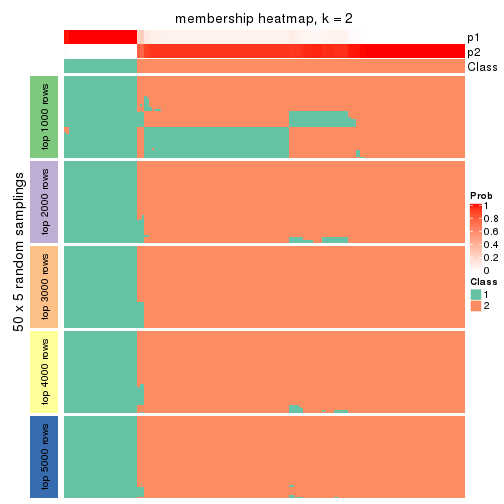 membership heatmap, k = 2
p1
p2
Class
50 x 5 random samplings
top 1000 rows
top 2000 rows
top 3000 rows
top 4000 rows
top 5000 rows
Prob
1
0.8
0.6
0.4
0.2
0
Class
1
2